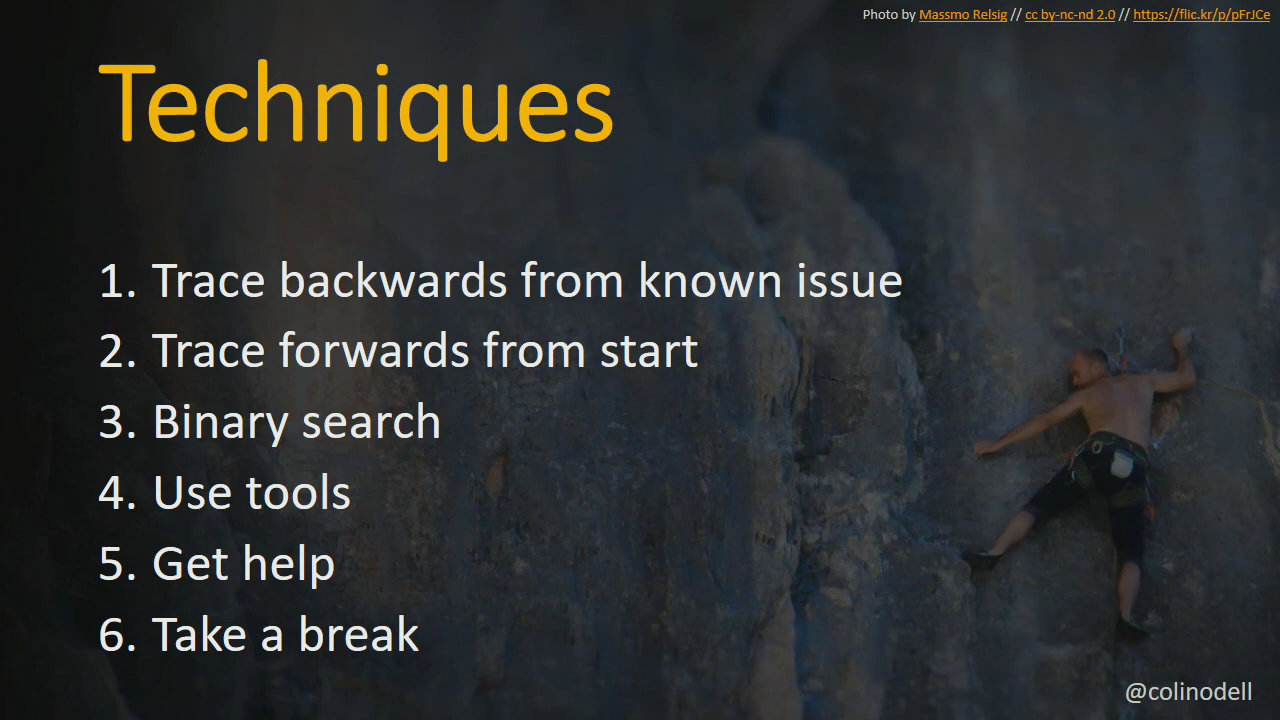 Photo by Massmo Relsig // cc by-nc-nd 2.0 // https://flic.kr/p/pFrJCe
Techniques
1. Trace backwards from known issue
2. Trace forwards from start
3. Binary search
4. Use tools
5. Get help
6. Take a break
@colinodell